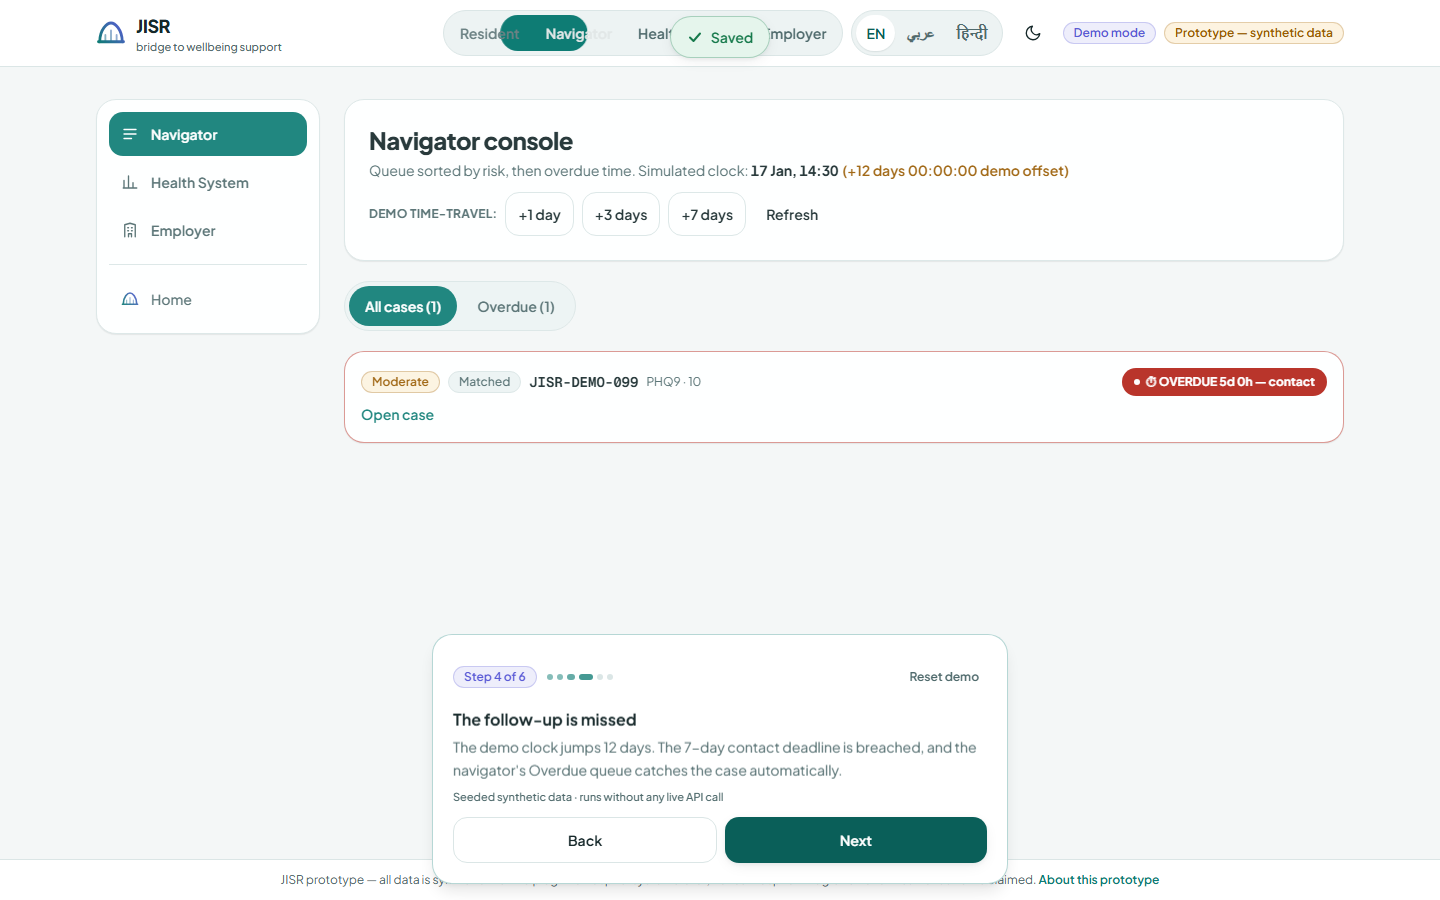 JISR
bridge to wellbeing support
Resident Navigator Employer
Saved
EN عربي हिन्दी
Demo mode
Prototype — synthetic data
Navigator
Health System
Employer
Home
Navigator console
Queue sorted by risk, then overdue time. Simulated clock: 17 Jan, 14:30 (+12 days 00:00:00 demo offset)
DEMO TIME-TRAVEL: +1 day +3 days +7 days Refresh
All cases (1) Overdue (1)
Moderate Matched JISR-DEMO-099 PHQ9 · 10
⏱ OVERDUE 5d 0h — contact
Open case
Step 4 of 6
Reset demo
The follow-up is missed
The demo clock jumps 12 days. The 7-day contact deadline is breached, and the
navigator's Overdue queue catches the case automatically.
Seeded synthetic data · runs without any live API call
Back Next
JISR prototype — all data is About this prototype